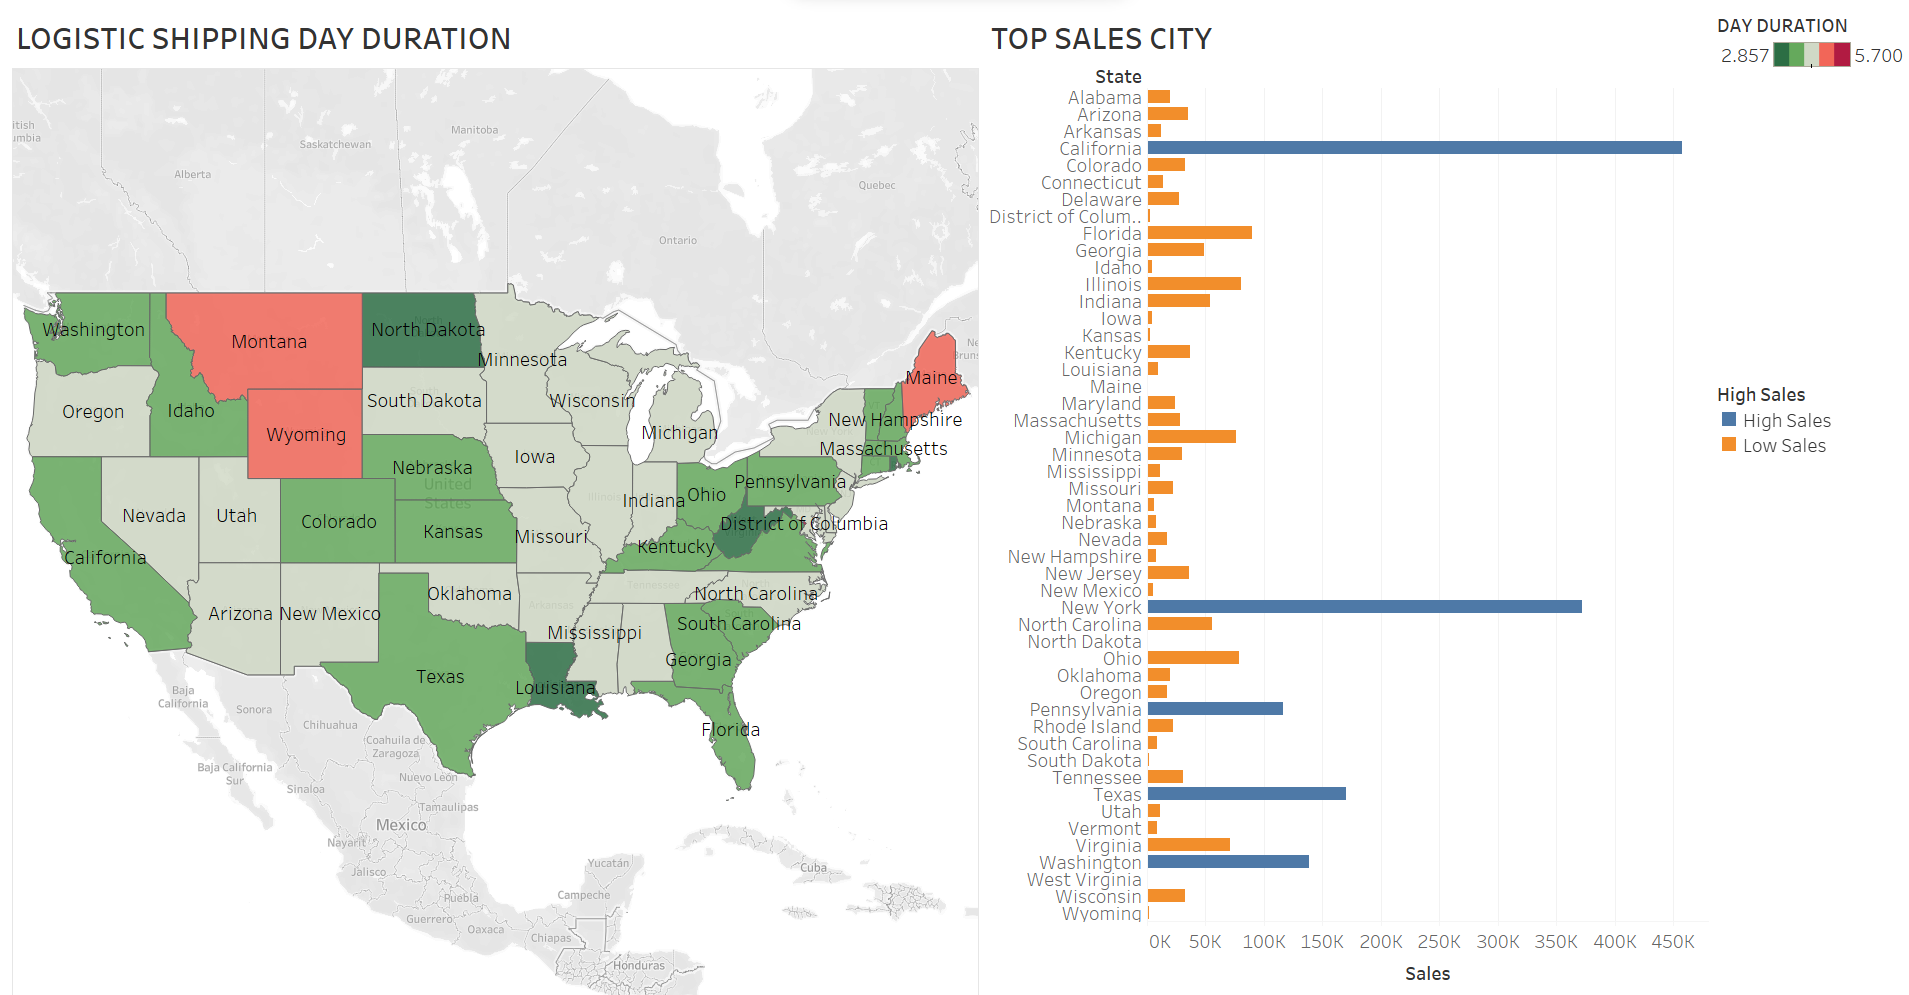 LOGISTIC SHIPPING DAY DURATION
TOP SALES CITY
DAY DURATION
2.857
5.700
State
Alabama
Arizona
Arkansas
California
Colorado
Connecticut
Delaware
District of Colum..
Florida
Georgia
Idaho
Illinois
Indiana
Iowa
Kansas
Kentucky
Louisiana
Maine
Maryland
Massachusetts
Michigan
Minnesota
Mississippi
Missouri
Montana
Nebraska
Nevada
New Hampshire
New Jersey
New Mexico
New York
North Carolina
North Dakota
Ohio
Oklahoma
Oregon
Pennsylvania
Rhode Island
South Carolina
South Dakota
Tennessee
Texas
Utah
Vermont
Virginia
Washington
West Virginia
Wisconsin
Wyoming
0K 50K 100K 150K 200K 250K 300K 350K 400K 450K
Sales
High Sales
High Sales
Low Sales
itish
umbia
Alberta
Saskatchewan
Manitoba
Ontario
Quebec
Ne
Bruns
Washington
Montana
North Dakota
Minnesota
Maine
Oregon
Idaho
Wyoming
South Dakota
Wisconsin
Michigan
New Hampshire
Massachusetts
Nebraska
United
States
Iowa
Illinois
Indiana
Ohio
Pennsylvania
Nevada
Utah
Colorado
Kansas
Missouri
Kentucky
District of Columbia
California
Arizona
New Mexico
Oklahoma
Arkansas
Tennessee
North
North Carolina
South
South Carolina
Mississippi
Georgia
Texas
Louisiana
Florida
Baja
California
Sonora
Chihuahua
Coahuila de
Zaragoza
Baja California
Sur
Sinaloa
Nuevo León
Tamaulipas
Mexico
Nayarit
Jalisco
Yucatán
Cuba
Campeche
Puebla
Guerrero
Oaxaca
Chiapas
Honduras